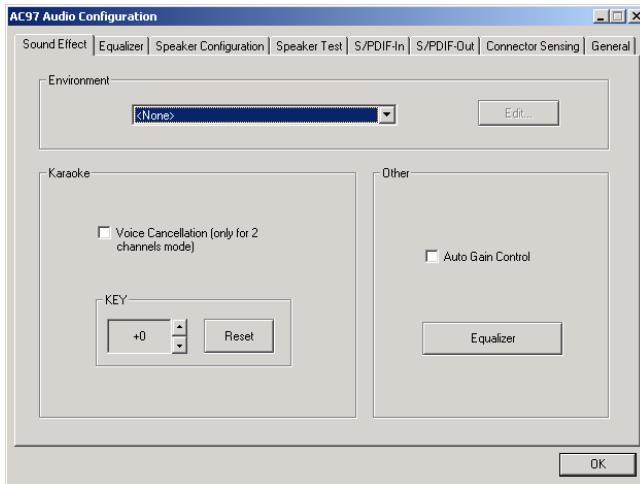 AC97 Audio Configuration
Sound Effect Equalizer Speaker Configuration Speaker Test S/PDIF-In S/PDIF-Out Connector Sensing General
Environment
<None>
Edit...
Karaoke
Voice Cancellation (only for 2
channels mode)
KEY
+0
Reset
Other
Auto Gain Control
Equalizer
OK